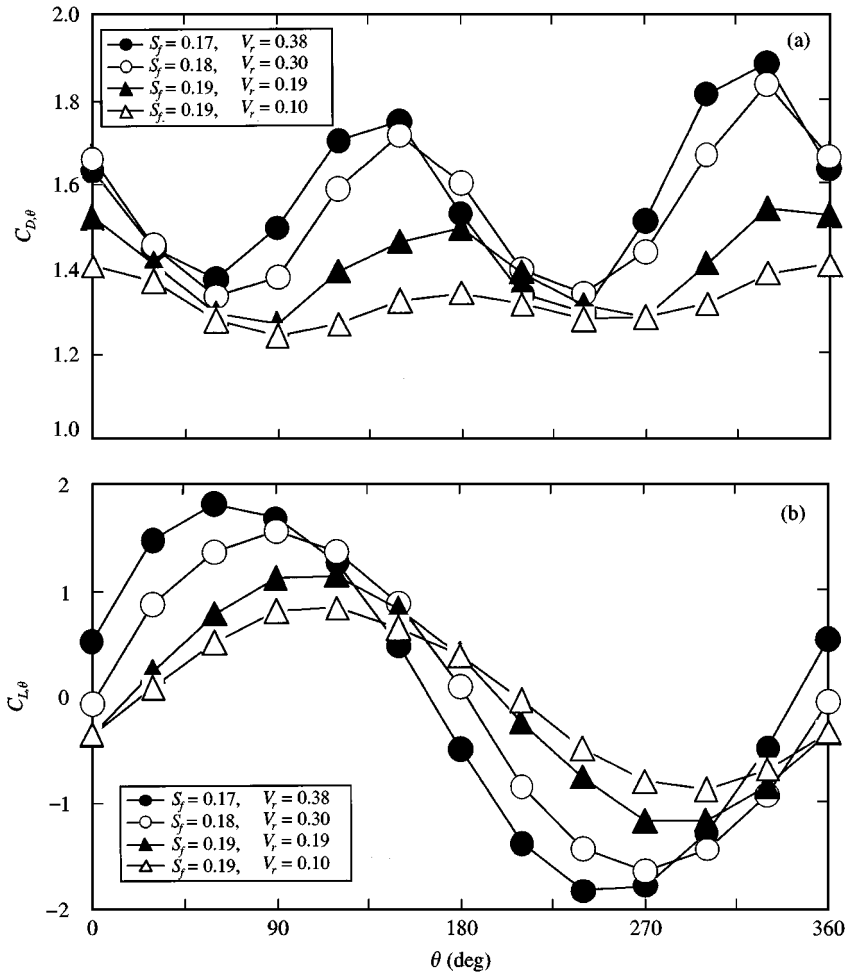 2.0
1.8
1.6
1.4
1.2
1.0
C_{D,θ}
S_f = 0.17, V_r = 0.38
S_f = 0.18, V_r = 0.30
S_f = 0.19, V_r = 0.19
S_f. = 0.19, V_r = 0.10
(a)
2
1
0
−1
−2
C_{L,θ}
(b)
S_f = 0.17, V_r = 0.38
S_f = 0.18, V_r = 0.30
S_f = 0.19, V_r = 0.19
S_f = 0.19, V_r = 0.10
0 90 180 270 360
θ (deg)